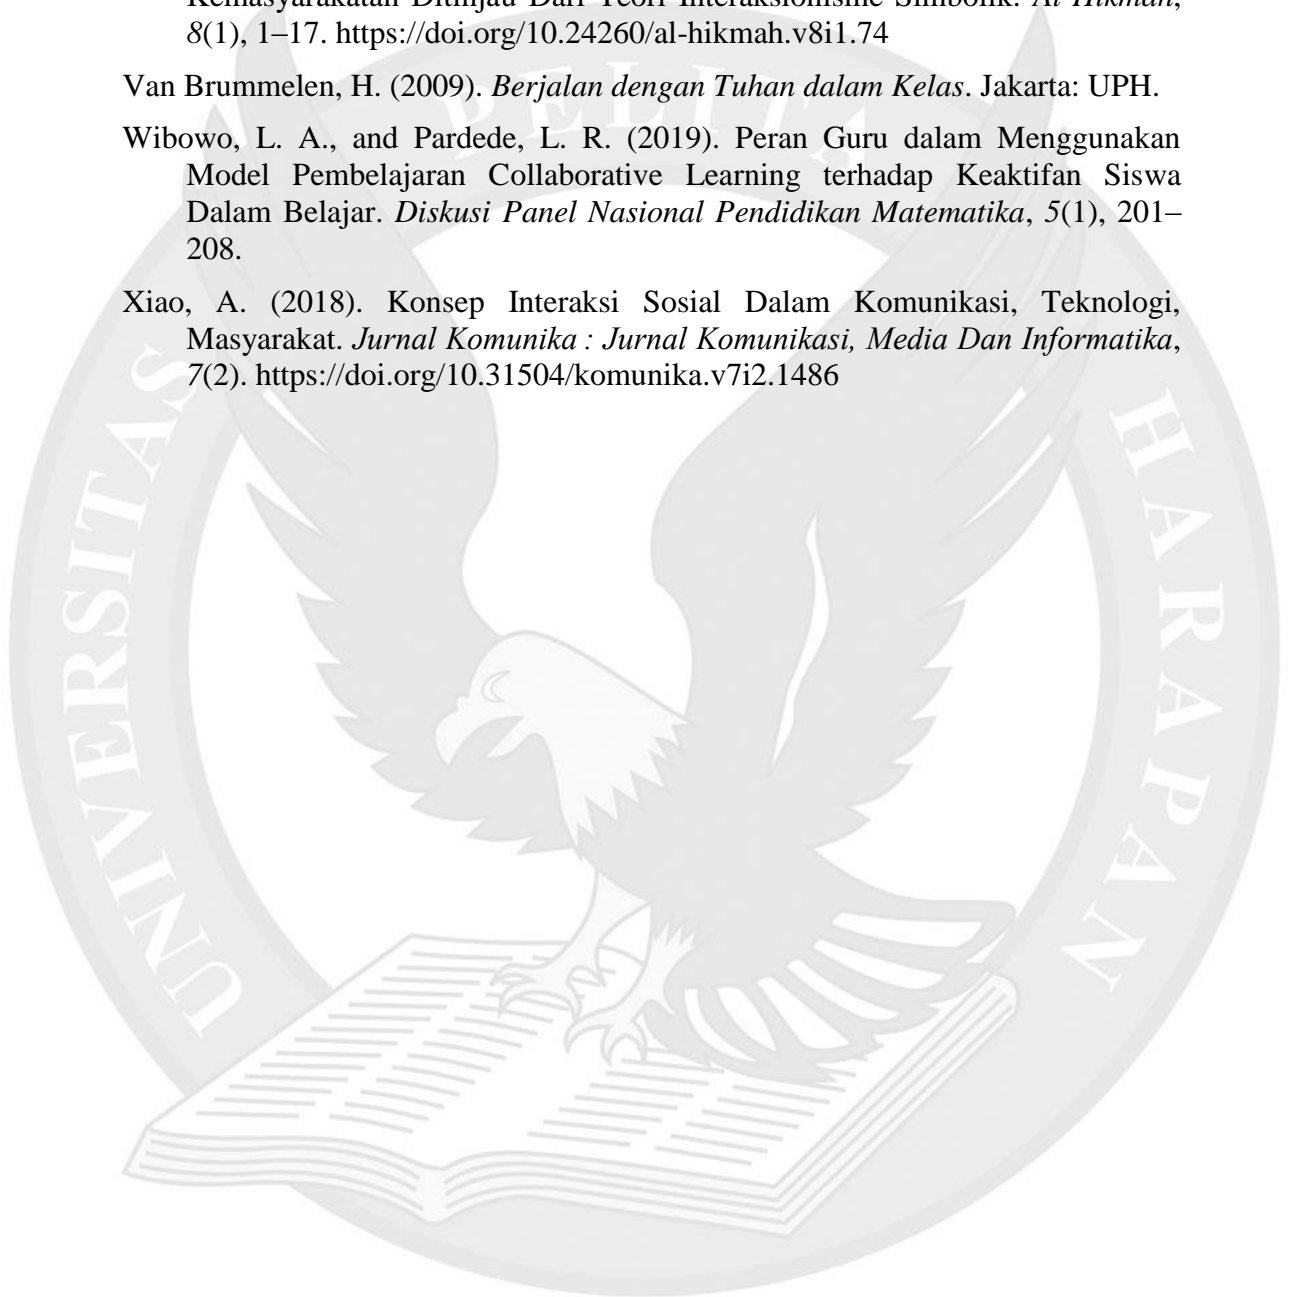 Kemasyarakatan Ditinjau Dari Teori Interaksionisme Simbolik. Al Hikmah,
8(1), 1–17. https://doi.org/10.24260/al-hikmah.v8i1.74
Van Brummelen, H. (2009). Berjalan dengan Tuhan dalam Kelas. Jakarta: UPH.
Wibowo, L. A., and Pardede, L. R. (2019). Peran Guru dalam Menggunakan
Model Pembelajaran Collaborative Learning terhadap Keaktifan Siswa
Dalam Belajar. Diskusi Panel Nasional Pendidikan Matematika, 5(1), 201–
208.
Xiao, A. (2018). Konsep Interaksi Sosial Dalam Komunikasi, Teknologi,
Masyarakat. Jurnal Komunika : Jurnal Komunikasi, Media Dan Informatika,
7(2). https://doi.org/10.31504/komunika.v7i2.1486
UNIVERSITAS
PELITA
HARAPAN